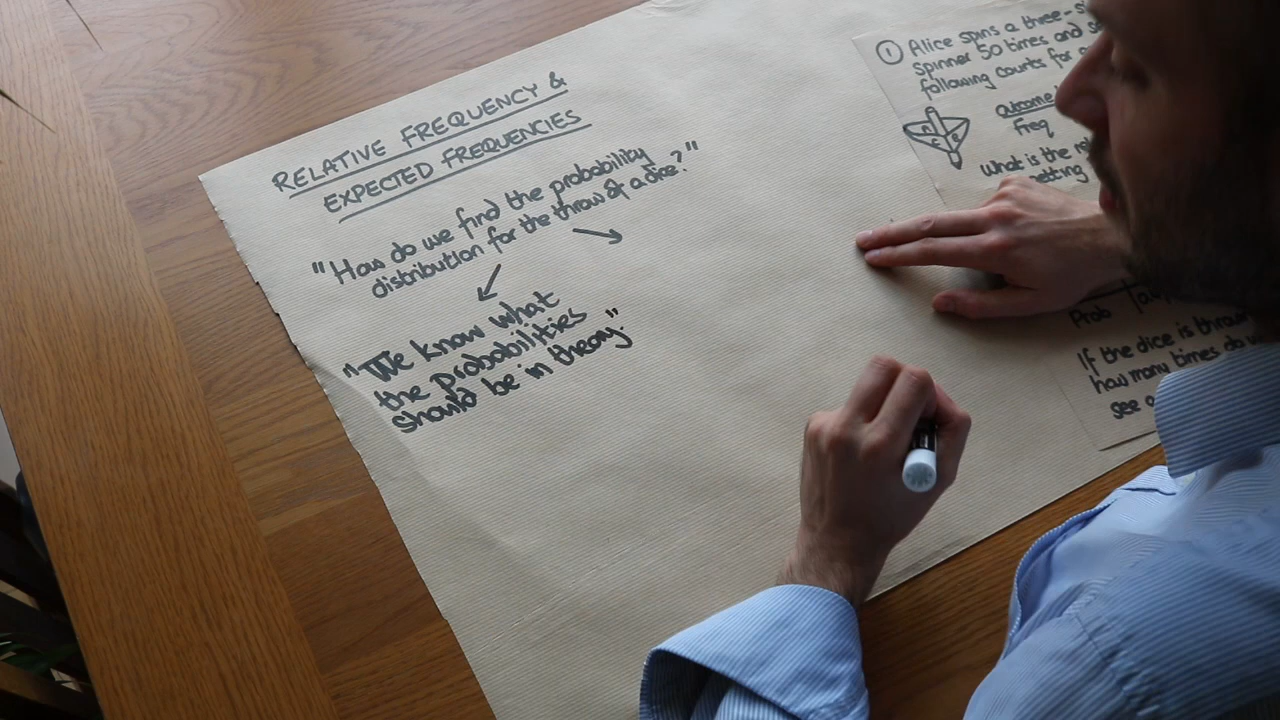 RELATIVE FREQUENCY &
EXPECTED FREQUENCIES
"How do we find the probability
distribution for the throw of a dice?"
"We know what
the probabilities
should be in theory."
① Alice spins a three-s
spinner 50 times and
following counts for
Outcome
Freq
What is the
getting
Prob
If the dice is
how many times do
see